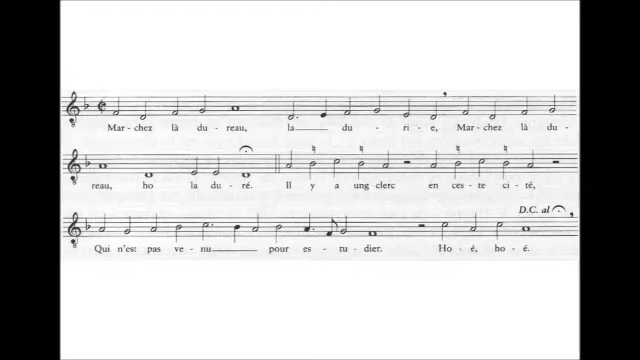 Mar - chez là du - reau, la du - ri - e, Mar - chez là du -
reau, ho la du - ré. Il y a ung clerc en ces - te ci - té,
D.C. al
Qui n'est pas ve - nu pour es - tu - dier. Ho - é, ho - é.